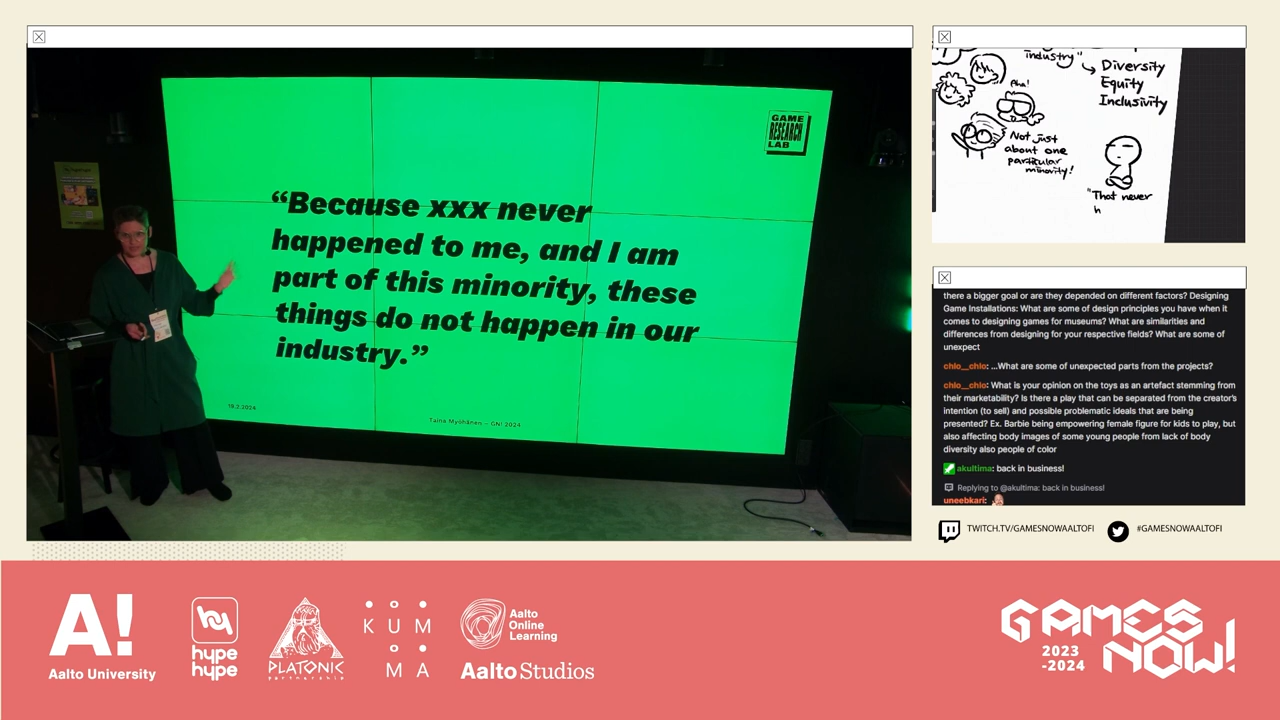 GAME
RESEARCH
LAB
“Because xxx never
happened to me, and I am
part of this minority, these
things do not happen in our
industry.”
19.2.2024
Taina Myöhänen – GN! 2024
industry"
Diversity
Equity
Inclusivity
Aha!
Not just
about one
particular
minority!
"That never
h
there a bigger goal or are they depended on different factors? Designing
Game Installations: What are some of design principles you have when it
comes to designing games for museums? What are similarities and
differences from designing for your respective fields? What are some of
unexpect
chlo__chlo: ...What are some of unexpected parts from the projects?
chlo__chlo: What is your opinion on the toys as an artefact stemming from
their marketability? Is there a play that can be separated from the creator's
intention (to sell) and possible problematic ideals that are being
presented? Ex. Barbie being empowering female figure for kids to play, but
also affecting body images of some young people from lack of body
diversity also people of color
akultima: back in business!
Replying to @akultima: back in business!
uneebkari:
TWITCH.TV/GAMESNOWAALTOFI
#GAMESNOWAALTOFI
A!
Aalto University
hype
hype
PLATONIC
partnership
KUM
MA
Aalto
Online
Learning
Aalto Studios
GAMES
NOW!
2023
-2024